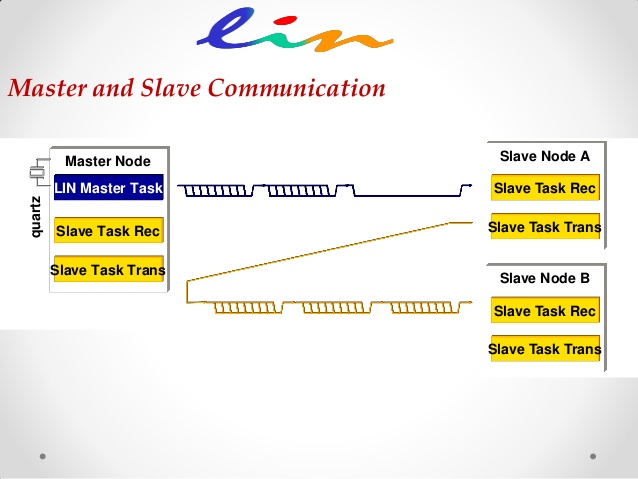 lin
Master and Slave Communication
quartz
Master Node
LIN Master Task
Slave Task Rec
Slave Task Trans
Slave Node A
Slave Task Rec
Slave Task Trans
Slave Node B
Slave Task Rec
Slave Task Trans